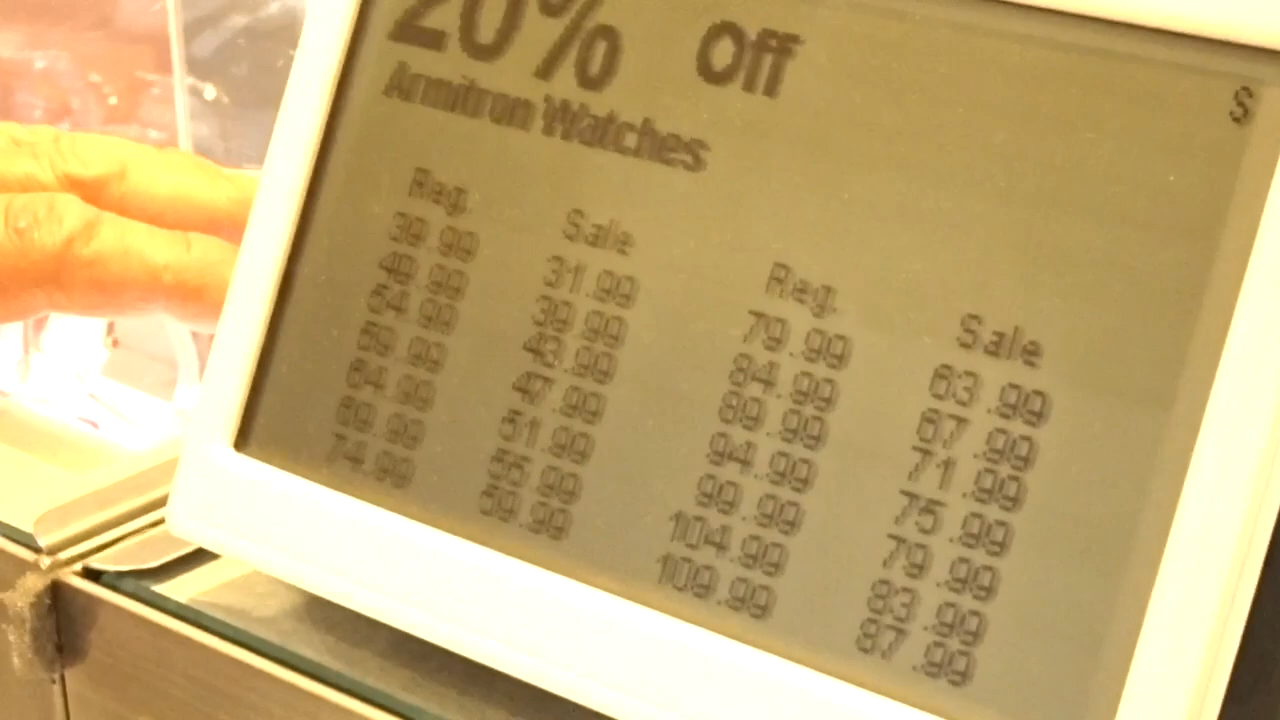 20% Off
S
Armitron Watches
Reg. Sale Reg. Sale
39.99 31.99 79.99 63.99
49.99 39.99 84.99 67.99
54.99 43.99 89.99 71.99
59.99 47.99 94.99 75.99
64.99 51.99 99.99 79.99
69.99 55.99 104.99 83.99
74.99 59.99 109.99 87.99